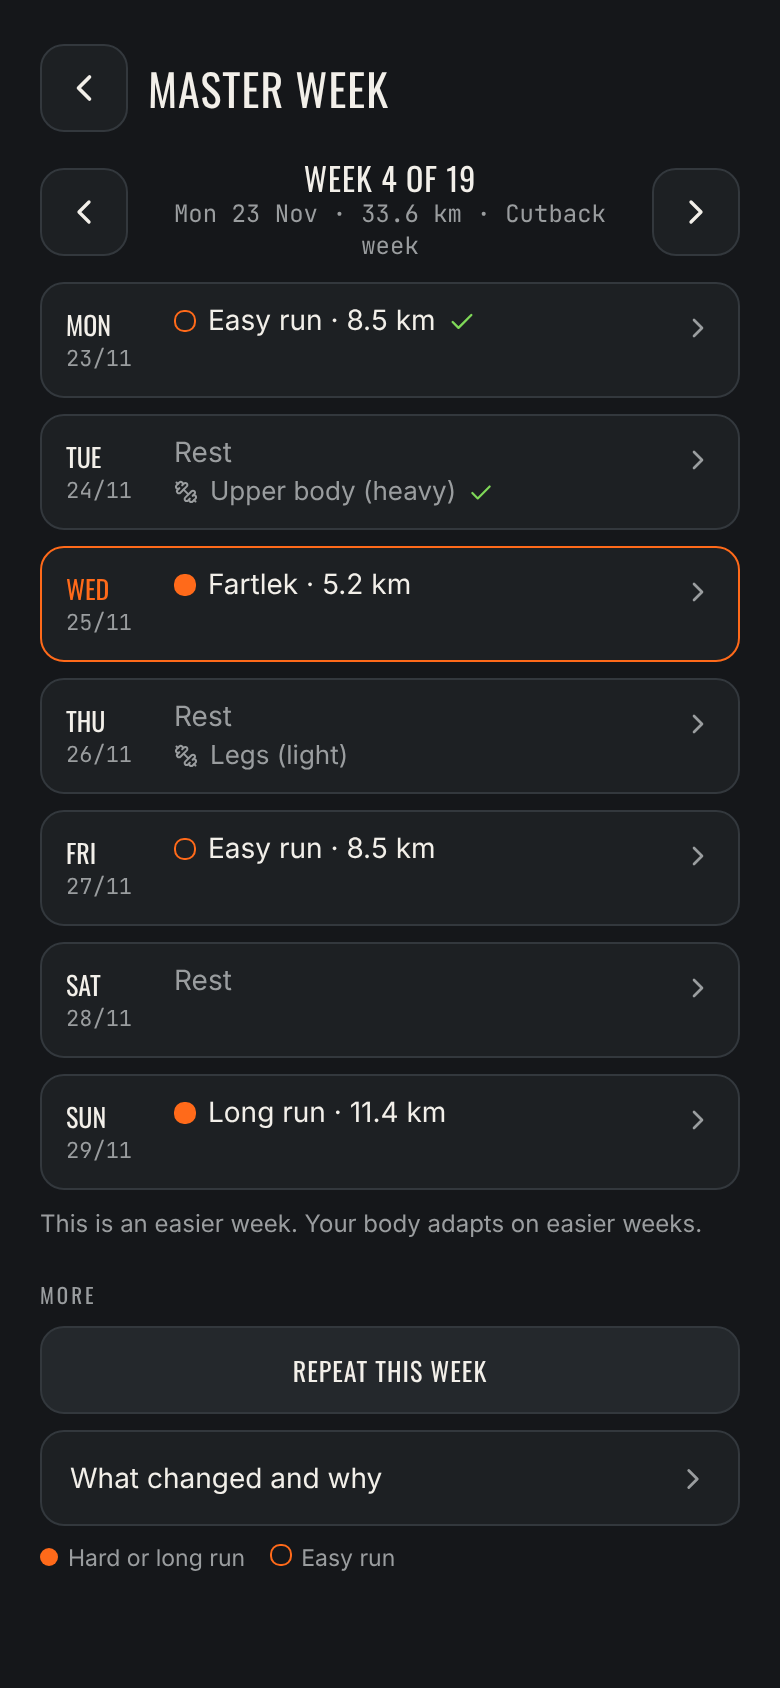 MASTER WEEK
WEEK 4 OF 19
Mon 23 Nov · 33.6 km · Cutback
week
MON
23/11
Easy run · 8.5 km
TUE
24/11
Rest
Upper body (heavy)
WED
25/11
Fartlek · 5.2 km
THU
26/11
Rest
Legs (light)
FRI
27/11
Easy run · 8.5 km
SAT
28/11
Rest
SUN
29/11
Long run · 11.4 km
This is an easier week. Your body adapts on easier weeks.
MORE
REPEAT THIS WEEK
What changed and why
Hard or long run
Easy run